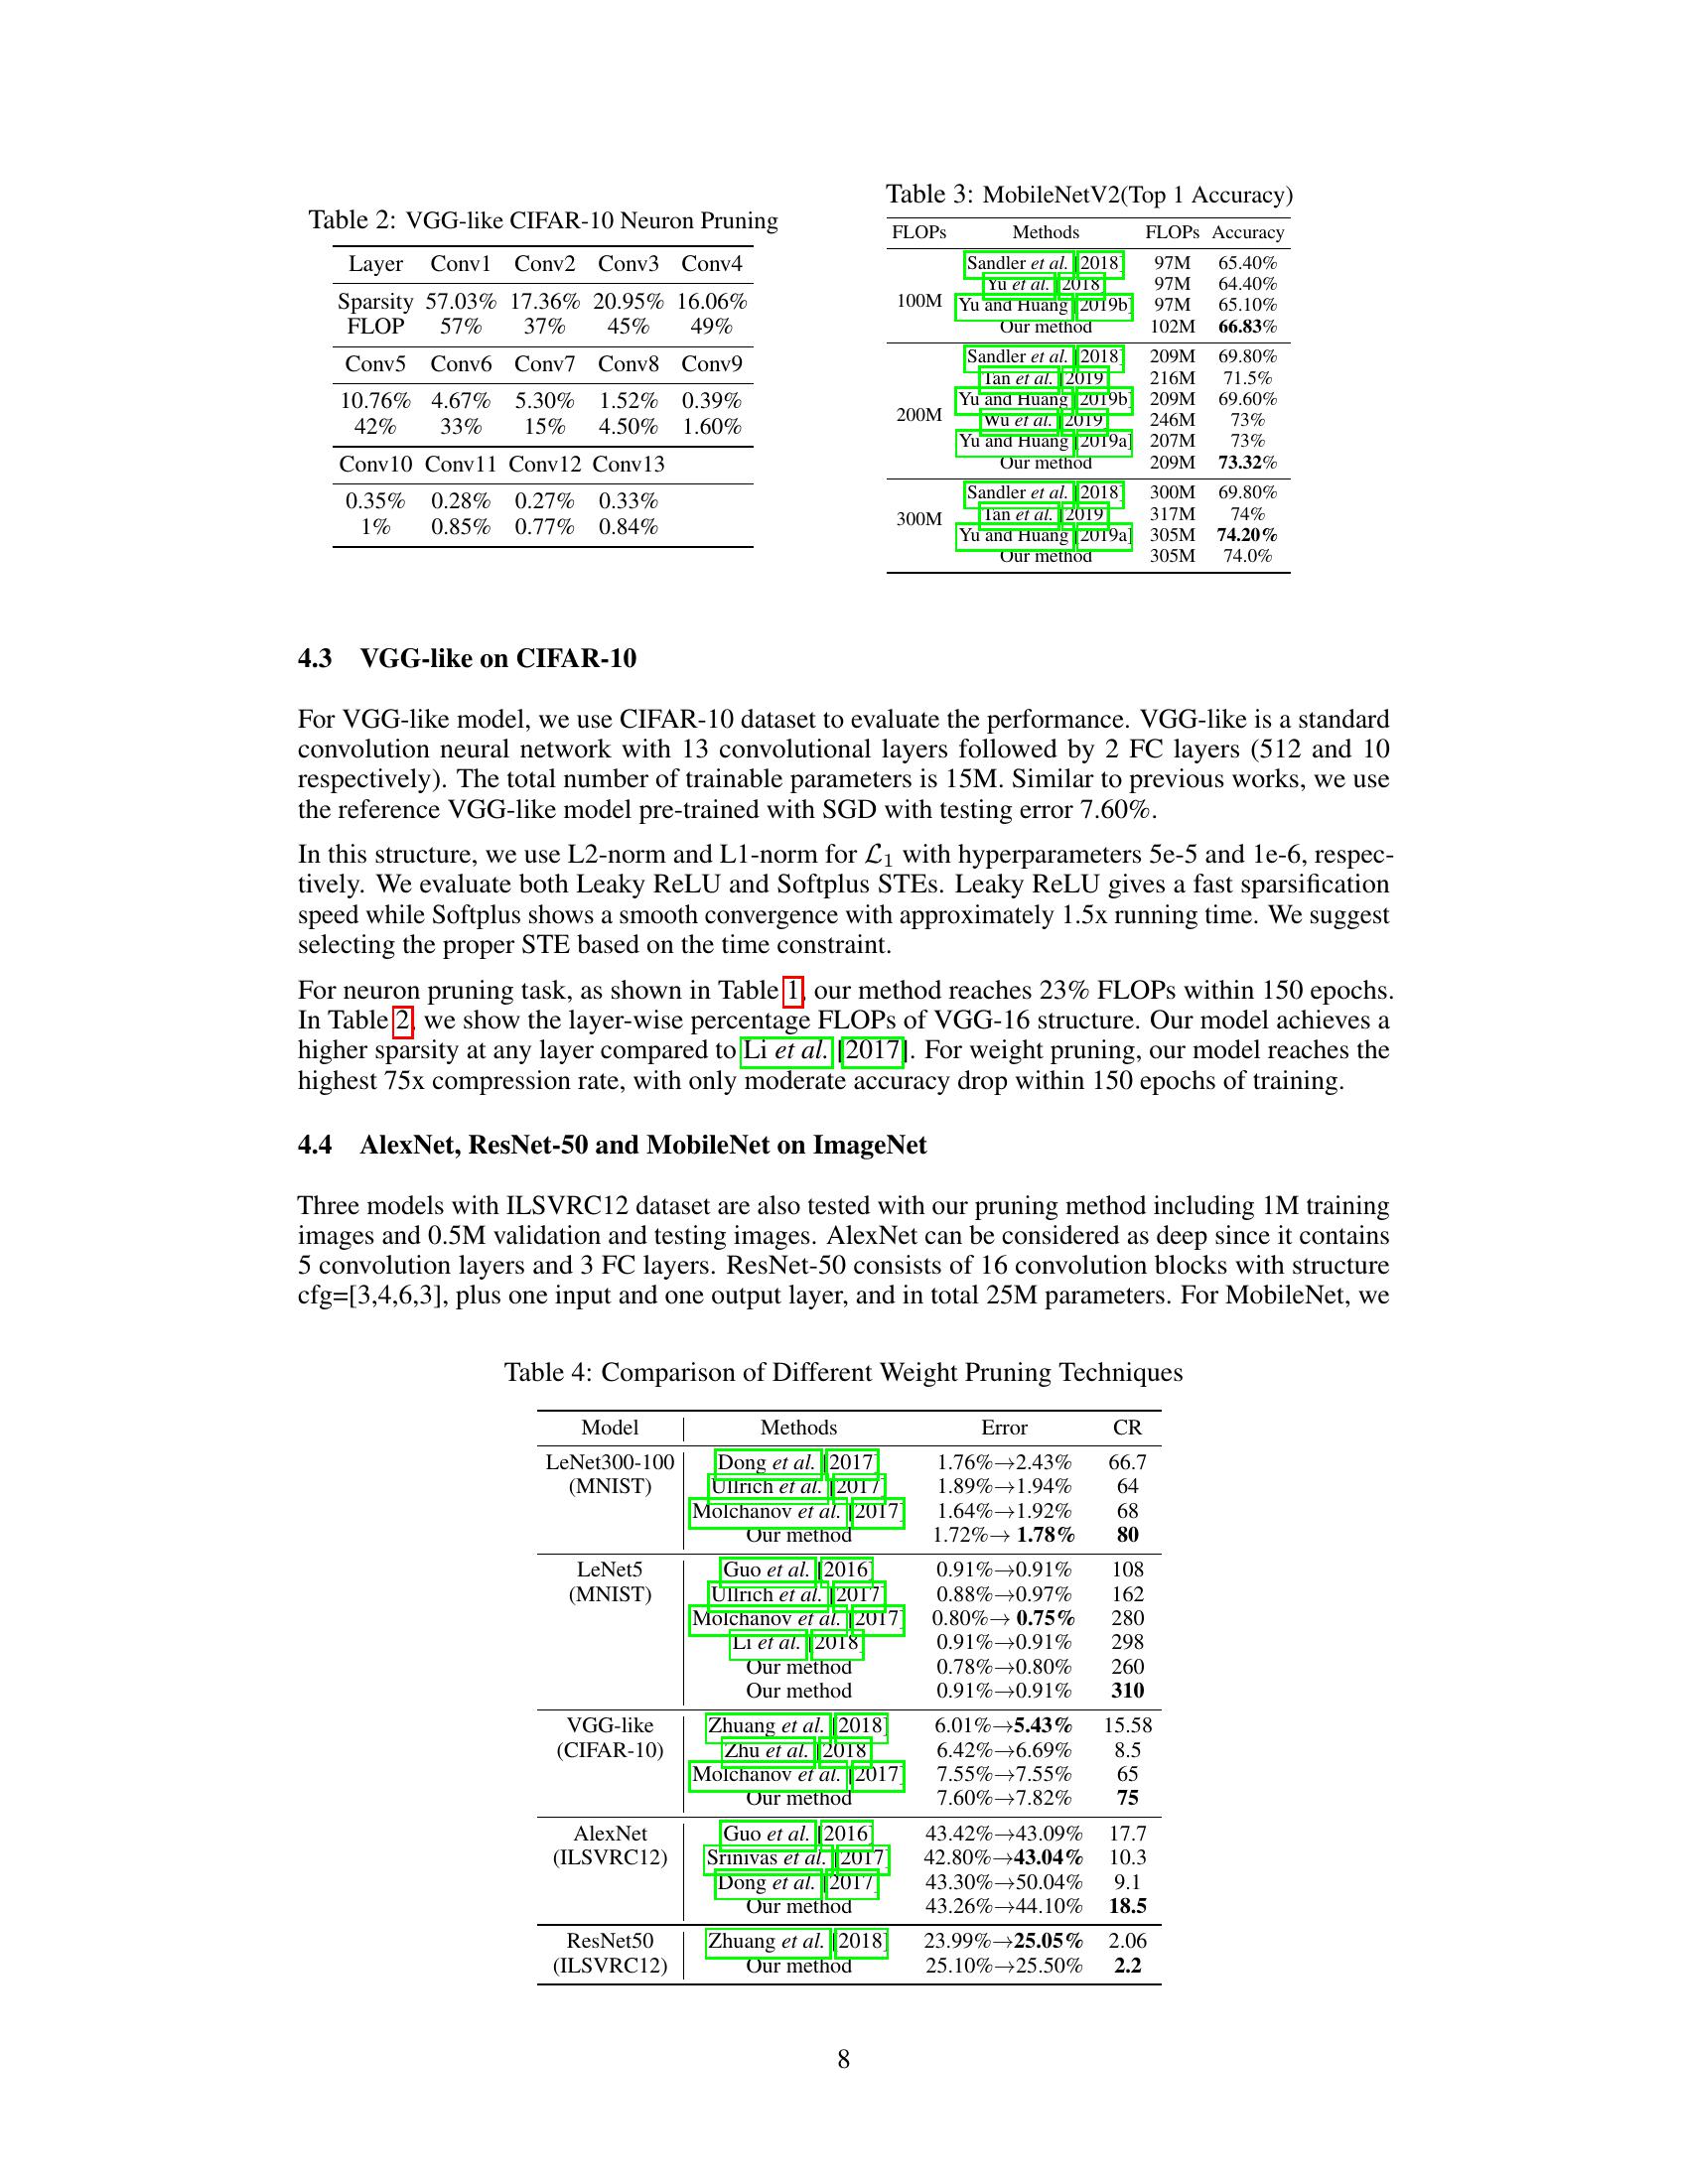 Table 2: VGG-like CIFAR-10 Neuron Pruning
Layer Conv1 Conv2 Conv3 Conv4
Sparsity 57.03% 17.36% 20.95% 16.06%
FLOP 57% 37% 45% 49%
Conv5 Conv6 Conv7 Conv8 Conv9
10.76% 4.67% 5.30% 1.52% 0.39%
42% 33% 15% 4.50% 1.60%
Conv10 Conv11 Conv12 Conv13
0.35% 0.28% 0.27% 0.33%
1% 0.85% 0.77% 0.84%
Table 3: MobileNetV2(Top 1 Accuracy)
FLOPs Methods FLOPs Accuracy
100M
Sandler et al. [2018] 97M 65.40%
Yu et al. [2018] 97M 64.40%
Yu and Huang [2019b] 97M 65.10%
Our method 102M 66.83%
200M
Sandler et al. [2018] 209M 69.80%
Tan et al. [2019] 216M 71.5%
Yu and Huang [2019b] 209M 69.60%
Wu et al. [2019] 246M 73%
Yu and Huang [2019a] 207M 73%
Our method 209M 73.32%
300M
Sandler et al. [2018] 300M 69.80%
Tan et al. [2019] 317M 74%
Yu and Huang [2019a] 305M 74.20%
Our method 305M 74.0%
4.3 VGG-like on CIFAR-10
For VGG-like model, we use CIFAR-10 dataset to evaluate the performance. VGG-like is a standard
convolution neural network with 13 convolutional layers followed by 2 FC layers (512 and 10
respectively). The total number of trainable parameters is 15M. Similar to previous works, we use
the reference VGG-like model pre-trained with SGD with testing error 7.60%.
In this structure, we use L2-norm and L1-norm for ℒ₁ with hyperparameters 5e-5 and 1e-6, respec-
tively. We evaluate both Leaky ReLU and Softplus STEs. Leaky ReLU gives a fast sparsification
speed while Softplus shows a smooth convergence with approximately 1.5x running time. We suggest
selecting the proper STE based on the time constraint.
For neuron pruning task, as shown in Table 1, our method reaches 23% FLOPs within 150 epochs.
In Table 2, we show the layer-wise percentage FLOPs of VGG-16 structure. Our model achieves a
higher sparsity at any layer compared to Li et al. [2017]. For weight pruning, our model reaches the
highest 75x compression rate, with only moderate accuracy drop within 150 epochs of training.
4.4 AlexNet, ResNet-50 and MobileNet on ImageNet
Three models with ILSVRC12 dataset are also tested with our pruning method including 1M training
images and 0.5M validation and testing images. AlexNet can be considered as deep since it contains
5 convolution layers and 3 FC layers. ResNet-50 consists of 16 convolution blocks with structure
cfg=[3,4,6,3], plus one input and one output layer, and in total 25M parameters. For MobileNet, we
Table 4: Comparison of Different Weight Pruning Techniques
Model Methods Error CR
LeNet300-100 Dong et al. [2017] 1.76%→2.43% 66.7
(MNIST) Ullrich et al. [2017] 1.89%→1.94% 64
Molchanov et al. [2017] 1.64%→1.92% 68
Our method 1.72%→ 1.78% 80
LeNet5 Guo et al. [2016] 0.91%→0.91% 108
(MNIST) Ullrich et al. [2017] 0.88%→0.97% 162
Molchanov et al. [2017] 0.80%→ 0.75% 280
Li et al. [2018] 0.91%→0.91% 298
Our method 0.78%→0.80% 260
Our method 0.91%→0.91% 310
VGG-like Zhuang et al. [2018] 6.01%→5.43% 15.58
(CIFAR-10) Zhu et al. [2018] 6.42%→6.69% 8.5
Molchanov et al. [2017] 7.55%→7.55% 65
Our method 7.60%→7.82% 75
AlexNet Guo et al. [2016] 43.42%→43.09% 17.7
(ILSVRC12) Srinivas et al. [2017] 42.80%→43.04% 10.3
Dong et al. [2017] 43.30%→50.04% 9.1
Our method 43.26%→44.10% 18.5
ResNet50 Zhuang et al. [2018] 23.99%→25.05% 2.06
(ILSVRC12) Our method 25.10%→25.50% 2.2
8